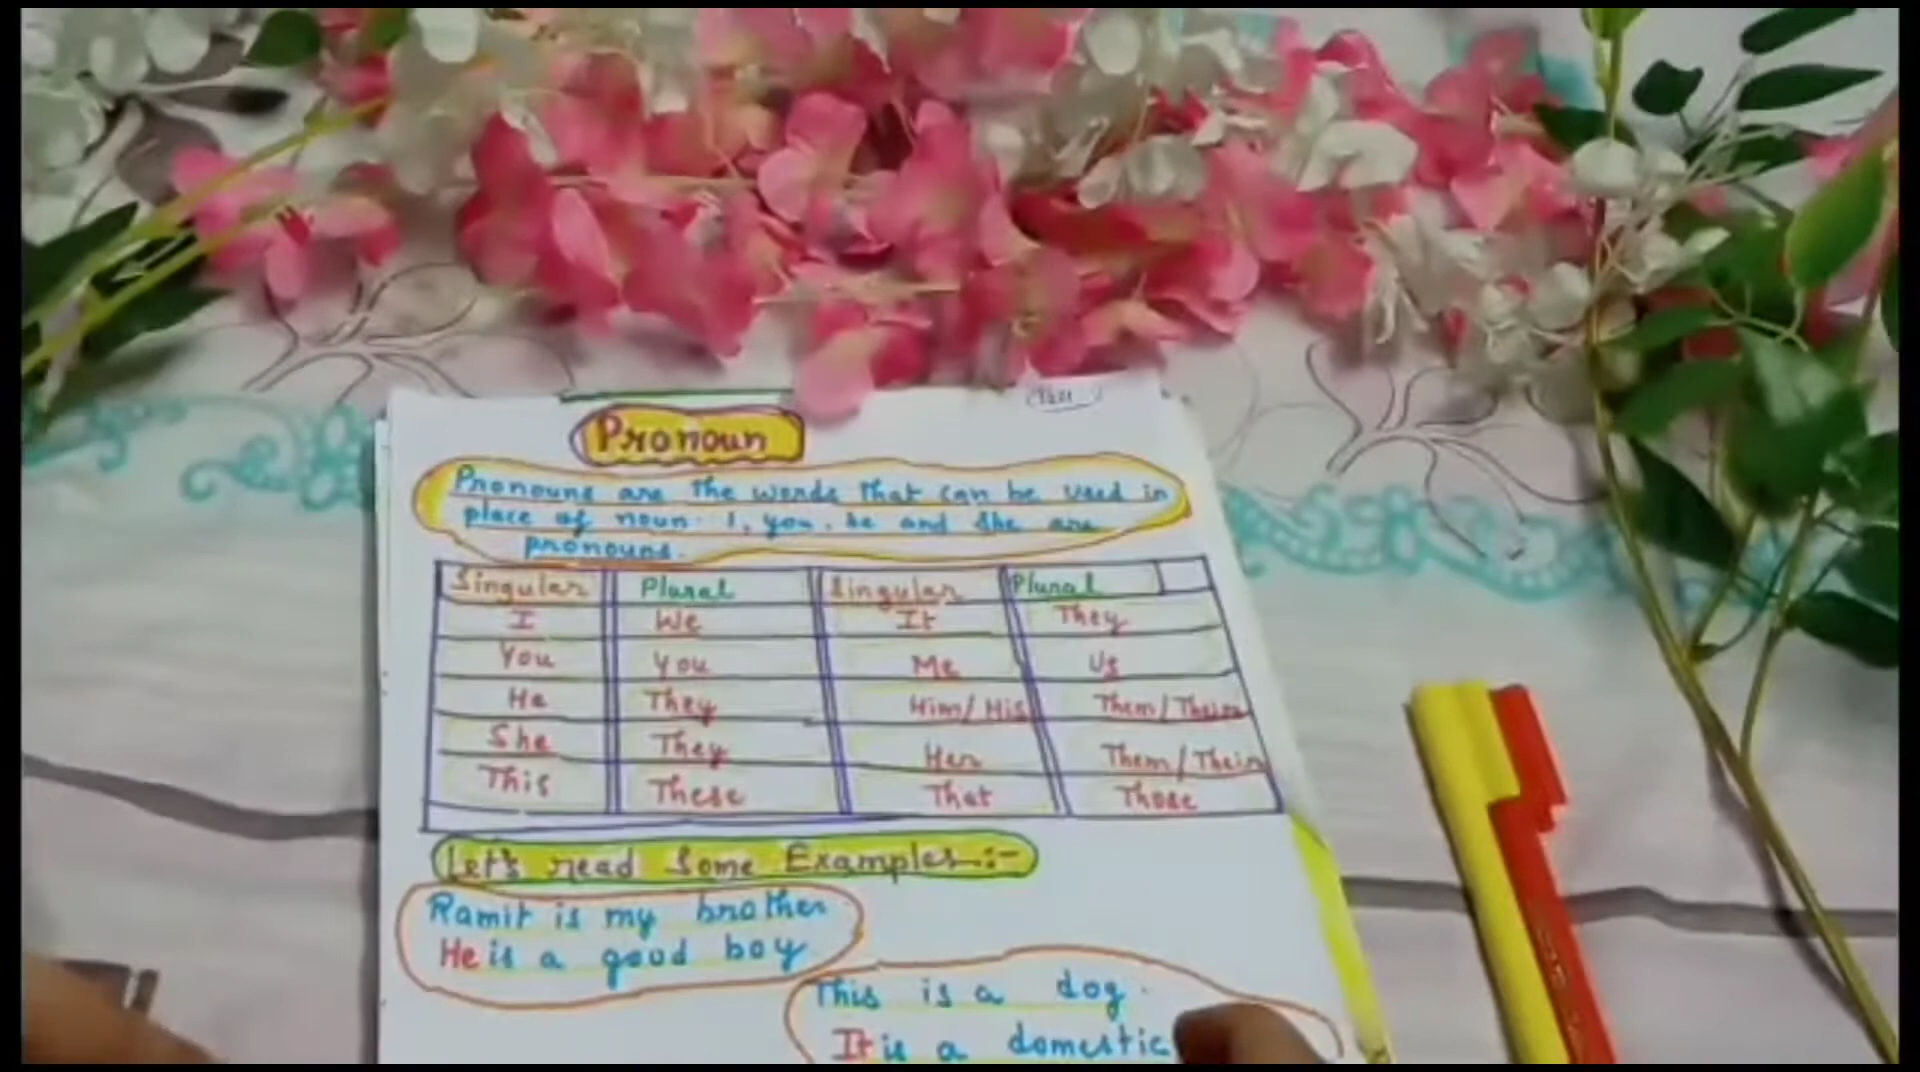 Pronoun
Pronouns are the words that can be used in
place of noun. I, you, he and she are
pronouns.
Singular Plural Singular Plural
I We It They
You You Me Us
He They Him/His Them/Their
She They Her Them/Their
This These That Those
Let's read some Examples:-
Ramit is my brother
He is a good boy
This is a dog.
It is a domestic